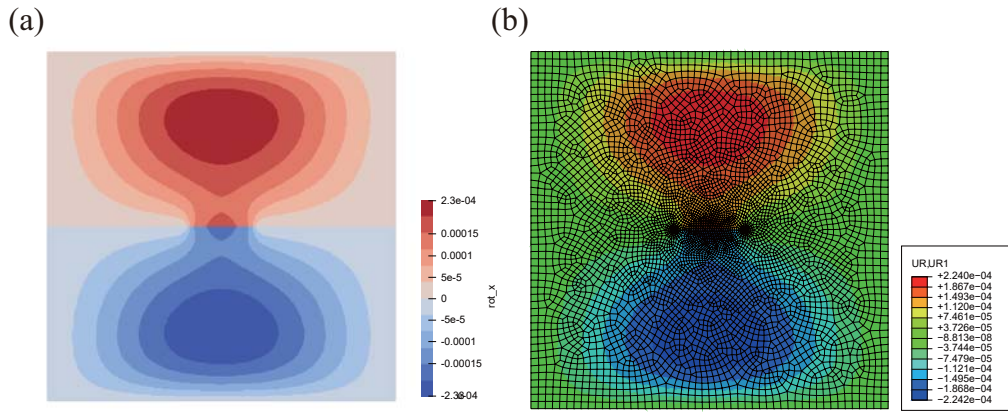 (a)
(b)
2.3e-04
0.00015
0.0001
5e-5
0
-5e-5
-0.0001
-0.00015
rot_x
UR,UR1
+2.240e−04
+1.867e−04
+1.493e−04
+1.120e−04
+7.461e−05
+3.726e−05
−8.813e−08
−3.744e−05
−7.479e−05
−1.121e−04
−1.495e−04
−1.868e−04
−2.242e−04